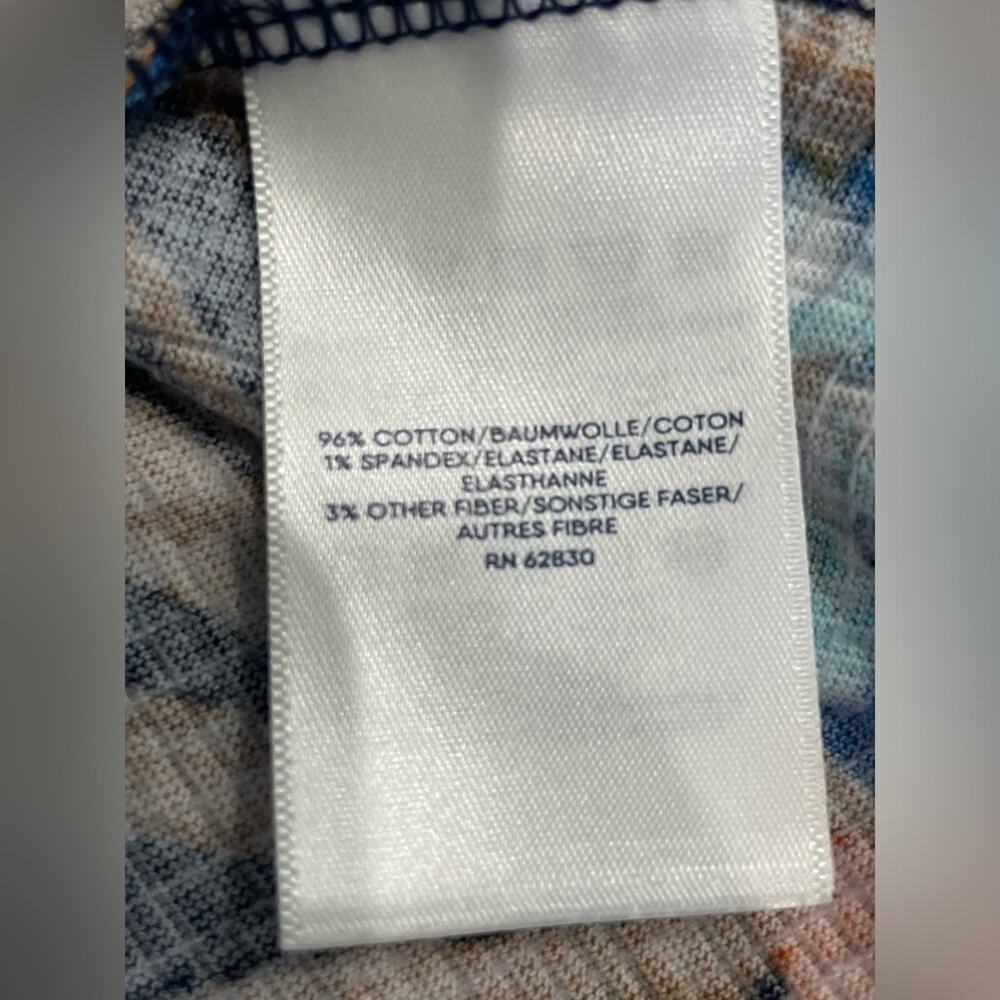 96% COTTON/BAUMWOLLE/COTON
1% SPANDEX/ELASTANE/ELASTANE/
ELASTHANNE
3% OTHER FIBER/SONSTIGE FASER/
AUTRES FIBRE
RN 62830